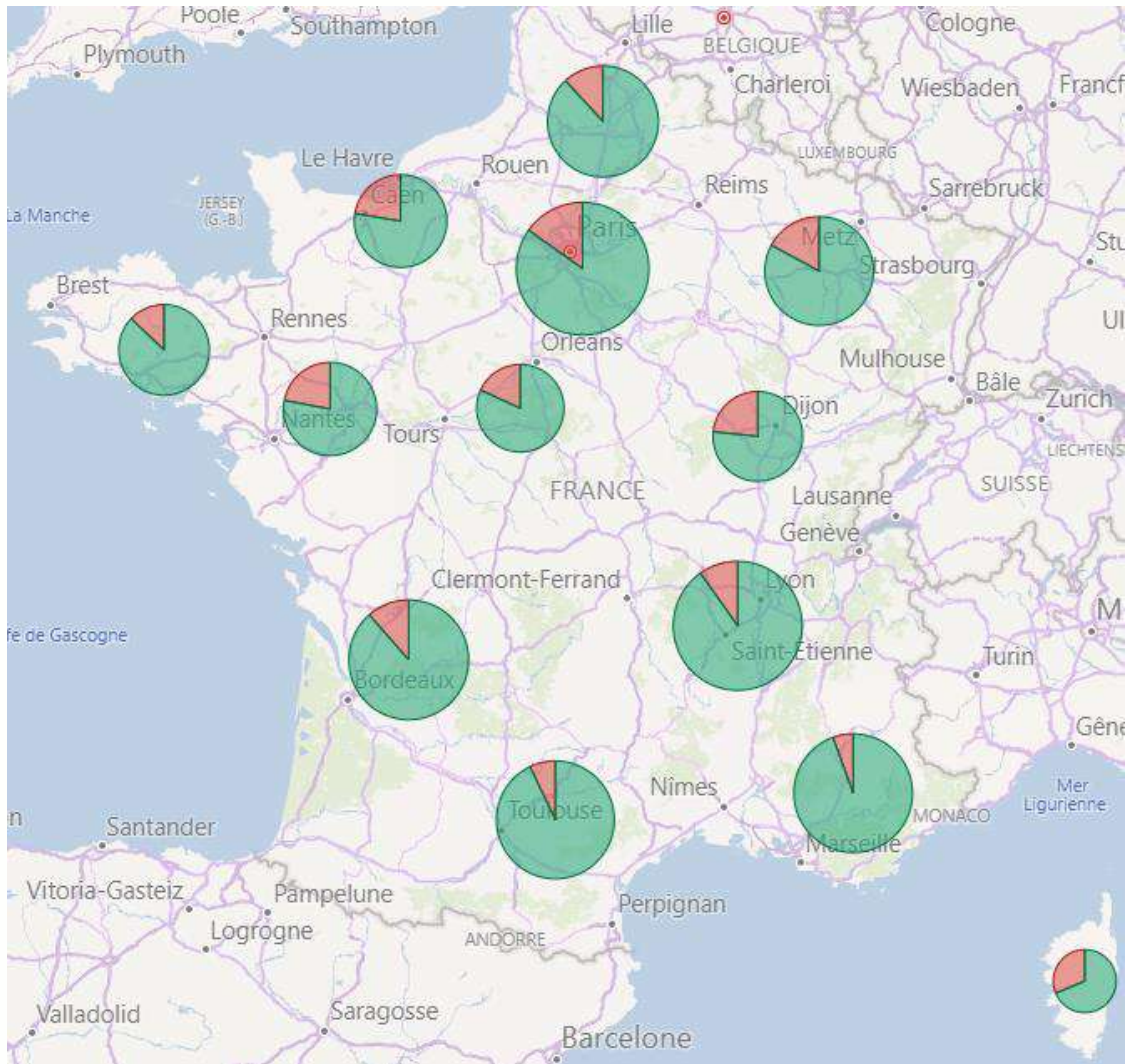 Poole
Southampton
Plymouth
Lille
BELGIQUE
Charleroi
Cologne
Wiesbaden
Francf
LUXEMBOURG
Le Havre
Rouen
Reims
Sarrebruck
La Manche
JERSEY
(G.-B.)
Caen
Paris
Metz
Strasbourg
Stu
Brest
Rennes
Orléans
Ul
Mulhouse
Bâle
Zurich
Nantes
Tours
Dijon
LIECHTENS
FRANCE
Lausanne
SUISSE
Genève
Clermont-Ferrand
Lyon
M
fe de Gascogne
Saint-Étienne
Turin
Bordeaux
Gêne
Nîmes
Mer
Ligurienne
Toulouse
MONACO
n
Santander
Marseille
Vitoria-Gasteiz
Pampelune
Perpignan
Logrogne
ANDORRE
Valladolid
Saragosse
Barcelone